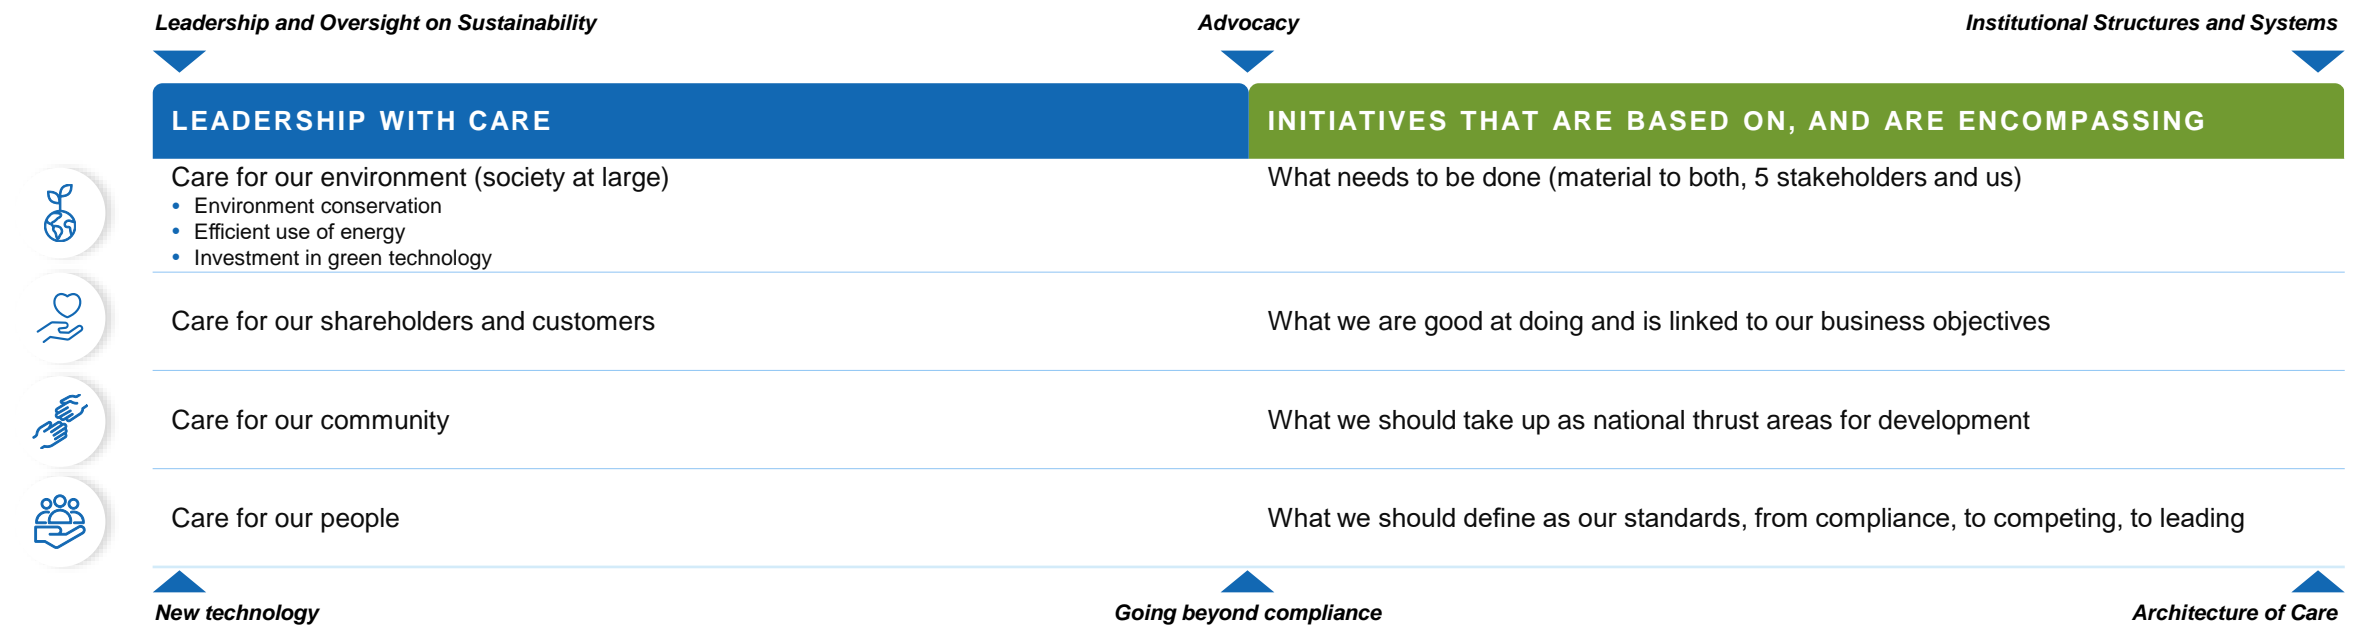 Leadership and Oversight on Sustainability
Advocacy
Institutional Structures and Systems
LEADERSHIP WITH CARE
INITIATIVES THAT ARE BASED ON, AND ARE ENCOMPASSING
Care for our environment (society at large)
What needs to be done (material to both, 5 stakeholders and us)
• Environment conservation
• Efficient use of energy
• Investment in green technology
Care for our shareholders and customers
What we are good at doing and is linked to our business objectives
Care for our community
What we should take up as national thrust areas for development
Care for our people
What we should define as our standards, from compliance, to competing, to leading
New technology
Going beyond compliance
Architecture of Care